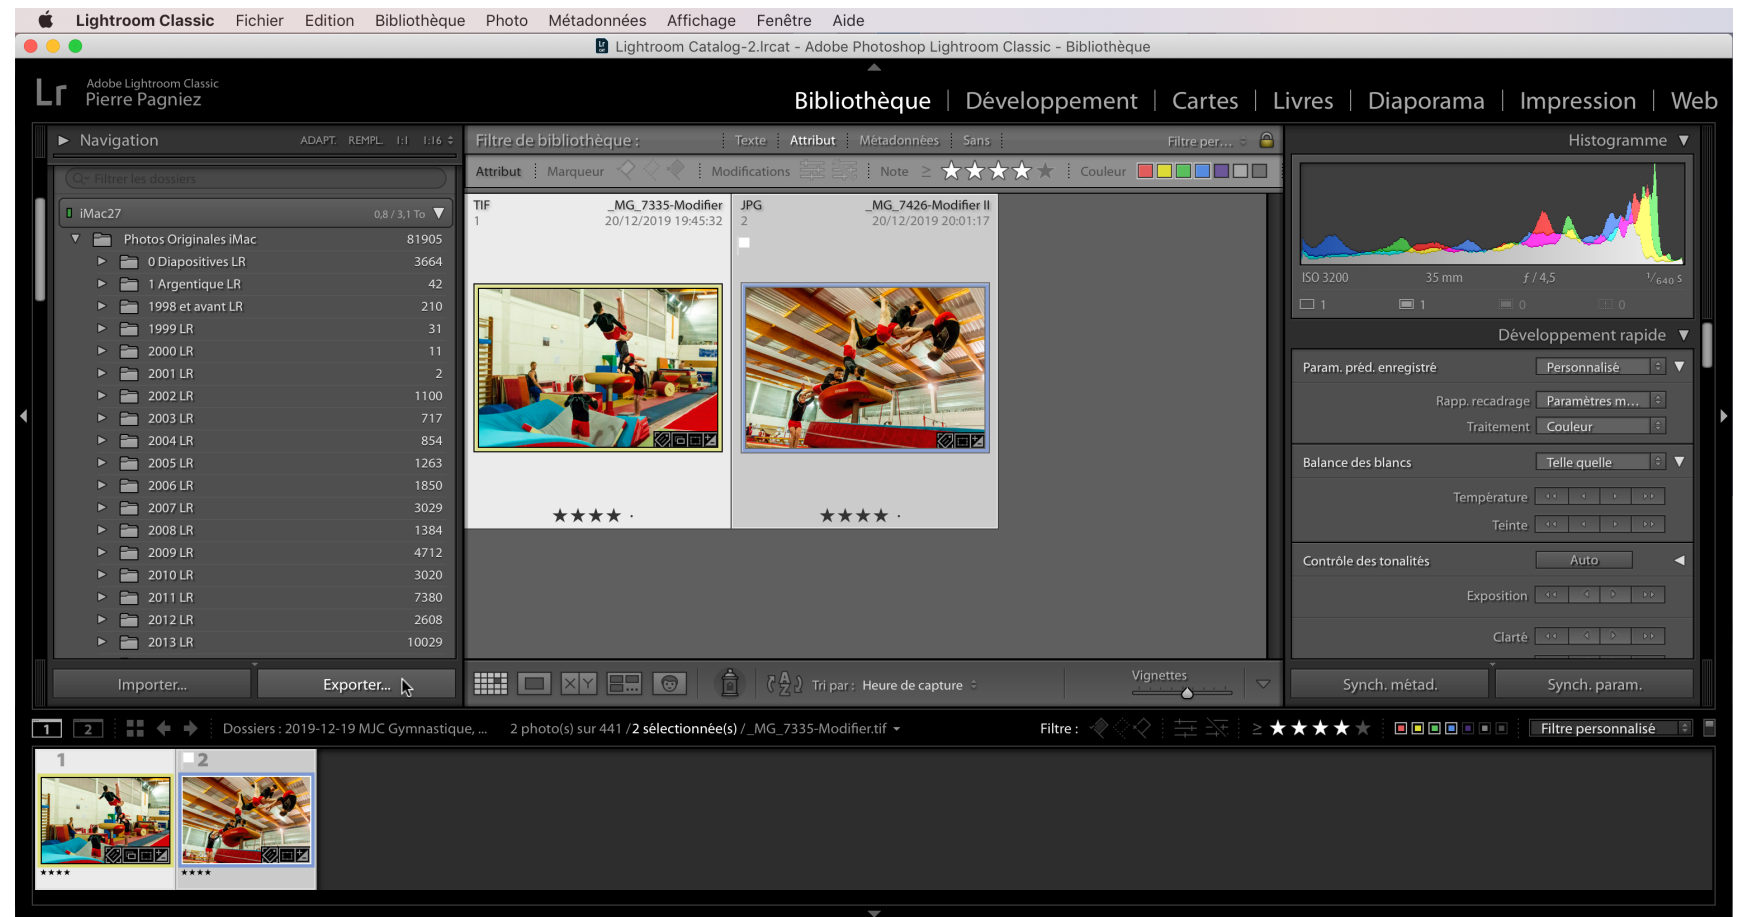 Lightroom Classic Fichier Edition Bibliothèque Photo Métadonnées Affichage Fenêtre Aide
Lightroom Catalog-2.lrcat - Adobe Photoshop Lightroom Classic - Bibliothèque
Lr Adobe Lightroom Classic
Pierre Pagniez
Bibliothèque | Développement | Cartes | Livres | Diaporama | Impression | Web
Navigation ADAPT. REMPL. 1:1 1:16
Filtrer les dossiers
iMac27 0,8 / 3,1 To
Photos Originales iMac 81905
0 Diapositives LR 3664
1 Argentique LR 42
1998 et avant LR 210
1999 LR 31
2000 LR 11
2001 LR 2
2002 LR 1100
2003 LR 717
2004 LR 854
2005 LR 1263
2006 LR 1850
2007 LR 3029
2008 LR 1384
2009 LR 4712
2010 LR 3020
2011 LR 7380
2012 LR 2608
2013 LR 10029
Importer... Exporter...
Filtre de bibliothèque : Texte Attribut Métadonnées Sans Filtre per...
Attribut Marqueur Modifications Note ≥ ★★★★★ Couleur
TIF _MG_7335-Modifier
1 20/12/2019 19:45:32
JPG _MG_7426-Modifier II
2 20/12/2019 20:01:17
★★★★ ·
★★★★ ·
XY AZ Tri par : Heure de capture Vignettes
Histogramme
ISO 3200 35 mm ƒ / 4,5 1/640 s
1 1 0 0
Développement rapide
Param. préd. enregistré Personnalisé
Rapp. recadrage Paramètres m...
Traitement Couleur
Balance des blancs Telle quelle
Température
Teinte
Contrôle des tonalités Auto
Exposition
Clarté
Synch. métad. Synch. param.
1 2 Dossiers : 2019-12-19 MJC Gymnastique, ... 2 photo(s) sur 441 /2 sélectionnée(s) /_MG_7335-Modifier.tif Filtre : ≥ ★★★★★ Filtre personnalisé
1 2
★★★★ ★★★★